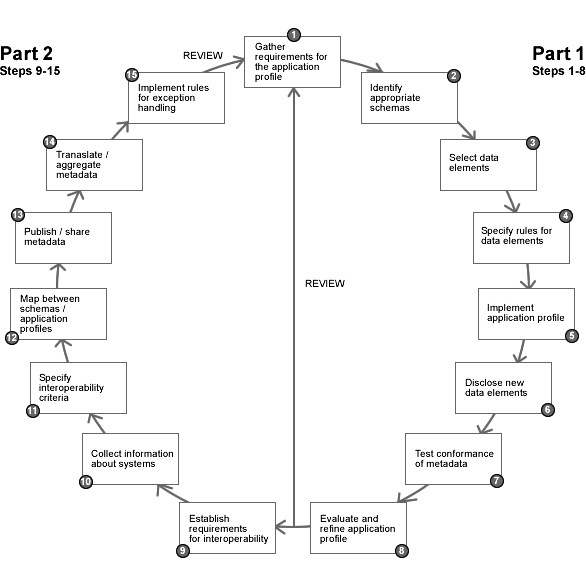 Part 2
Steps 9-15
Part 1
Steps 1-8
REVIEW
1
Gather
requirements for
the application
profile
2
Identify
appropriate
schemas
3
Select data
elements
4
Specify rules for
data elements
Implement
application profile
5
Disclose new
data elements
6
Test conformance
of metadata
7
Evaluate and
refine application
profile
8
REVIEW
Establish
requirements
for interoperability
9
Collect information
about systems
10
Specify
interoperability
criteria
11
Map between
schemas /
application
profiles
12
13
Publish / share
metadata
14
Tranaslate /
aggregate
metadata
15
Implement rules
for exception
handling